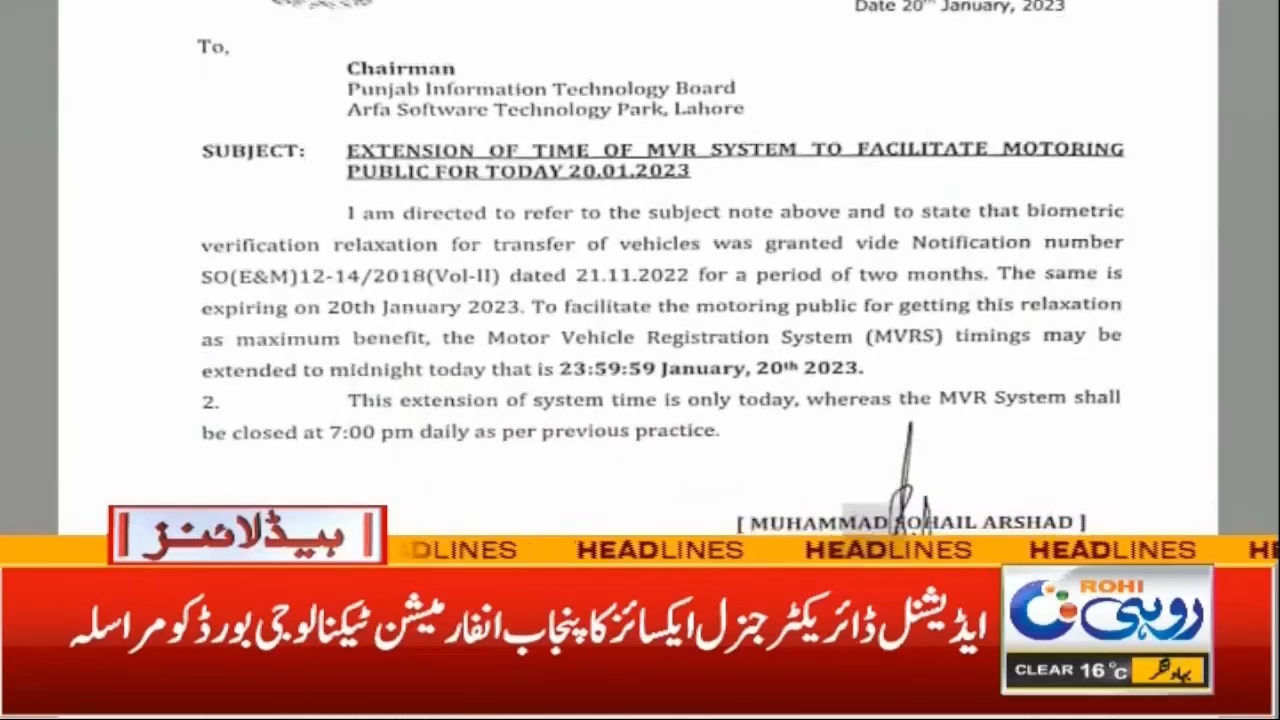 Date 20th January, 2023
To,
Chairman
Punjab Information Technology Board
Arfa Software Technology Park, Lahore
SUBJECT: EXTENSION OF TIME OF MVR SYSTEM TO FACILITATE MOTORING
PUBLIC FOR TODAY 20.01.2023
I am directed to refer to the subject note above and to state that biometric
verification relaxation for transfer of vehicles was granted vide Notification number
SO(E&M)12-14/2018(Vol-II) dated 21.11.2022 for a period of two months. The same is
expiring on 20th January 2023. To facilitate the motoring public for getting this relaxation
as maximum benefit, the Motor Vehicle Registration System (MVRS) timings may be
extended to midnight today that is 23:59:59 January, 20th 2023.
2. This extension of system time is only today, whereas the MVR System shall
be closed at 7:00 pm daily as per previous practice.
[ MUHAMMAD SOHAIL ARSHAD ]
ہیڈلائنز
DLINES HEADLINES HEADLINES HEADLINES HE
ایڈیشنل ڈائریکٹر جنرل ایکسائز کا پنجاب انفارمیشن ٹیکنالوجی بورڈ کو مراسلہ
ROHI
روہی
CLEAR 16°C بہاولنگر